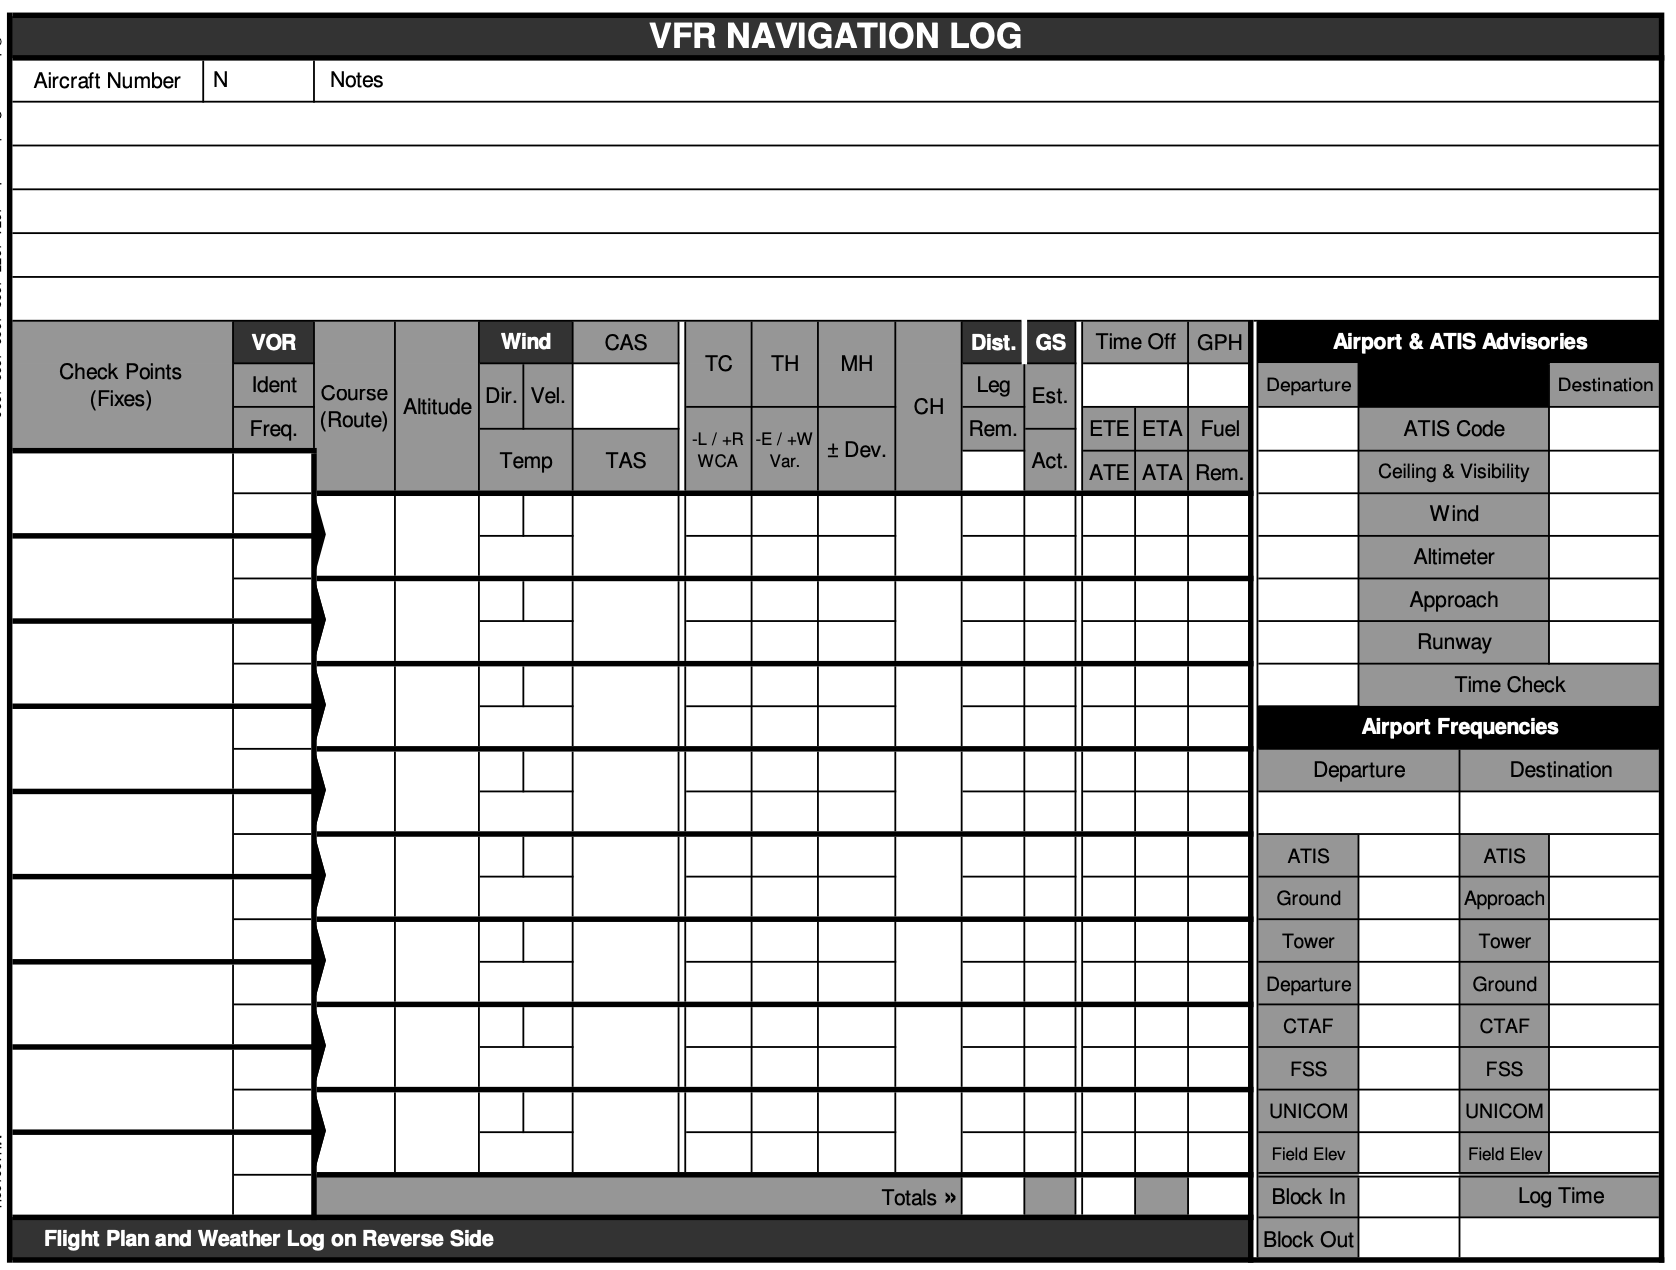 VFR NAVIGATION LOG
Aircraft Number N Notes
Check Points
(Fixes)
VOR
Ident
Freq.
Course
(Route)
Altitude
Wind
Dir. Vel.
Temp
CAS
TAS
TC
-L / +R
WCA
TH
-E / +W
Var.
MH
± Dev.
CH
Dist.
Leg
Rem.
GS
Est.
Act.
Time Off GPH
ETE ETA Fuel
ATE ATA Rem.
Totals »
Flight Plan and Weather Log on Reverse Side
Airport & ATIS Advisories
Departure Destination
ATIS Code
Ceiling & Visibility
Wind
Altimeter
Approach
Runway
Time Check
Airport Frequencies
Departure Destination
ATIS ATIS
Ground Approach
Tower Tower
Departure Ground
CTAF CTAF
FSS FSS
UNICOM UNICOM
Field Elev Field Elev
Block In Log Time
Block Out